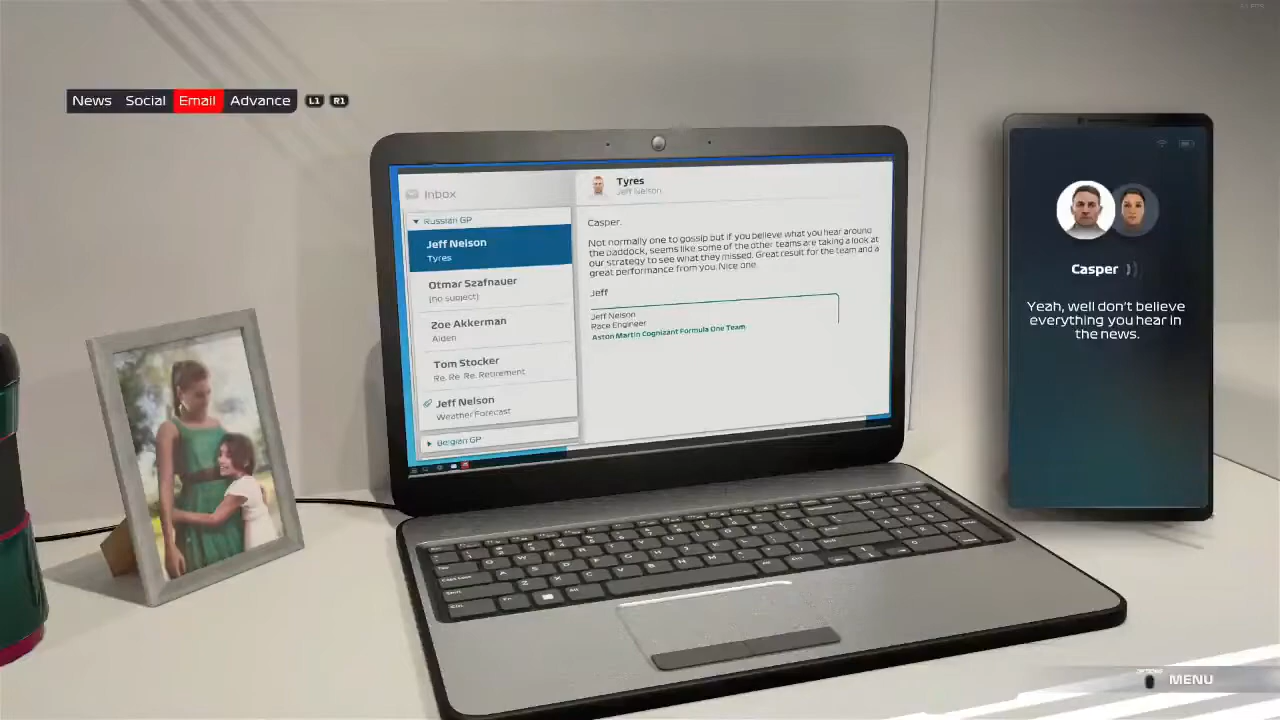 News Social Email Advance L1 R1
Inbox
Russian GP
Jeff Nelson
Tyres
Otmar Szafnauer
(no subject)
Zoe Akkerman
Aiden
Tom Stocker
Re. Re. Re. Retirement
Jeff Nelson
Weather Forecast
Belgian GP
Tyres
Jeff Nelson
Casper.
Not normally one to gossip but if you believe what you hear around
the paddock, seems like some of the other teams are taking a look at
our strategy to see what they missed. Great result for the team and a
great performance from you. Nice one.
Jeff
Jeff Nelson
Race Engineer
Aston Martin Cognizant Formula One Team
Casper
Yeah, well don't believe
everything you hear in
the news.
MENU